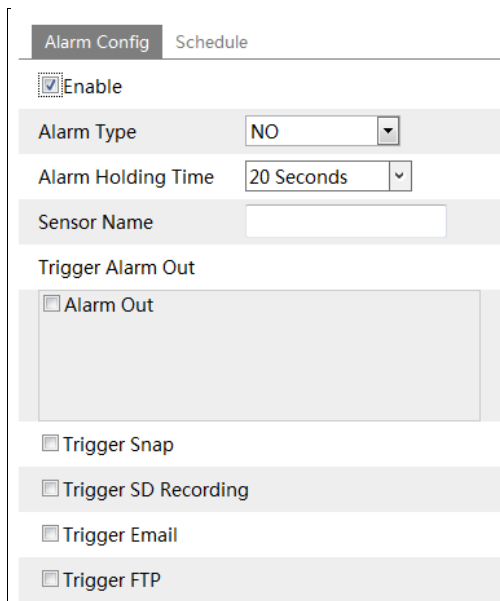 Alarm Config Schedule
Enable
Alarm Type NO
Alarm Holding Time 20 Seconds
Sensor Name
Trigger Alarm Out
Alarm Out
Trigger Snap
Trigger SD Recording
Trigger Email
Trigger FTP